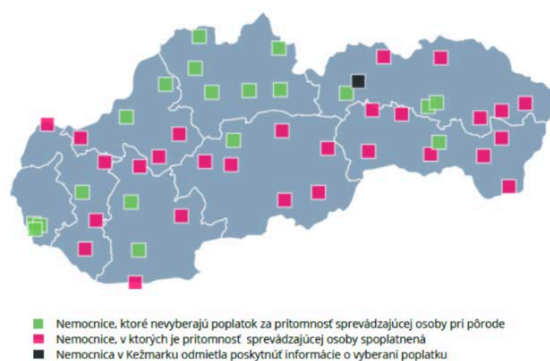 Nemocnice, ktoré nevyberajú poplatok za prítomnosť sprevádzajúcej osoby pri pôrode
Nemocnice, v ktorých je prítomnosť sprevádzajúcej osoby spoplatnená
Nemocnica v Kežmarku odmietla poskytnúť informácie o vyberaní poplatku